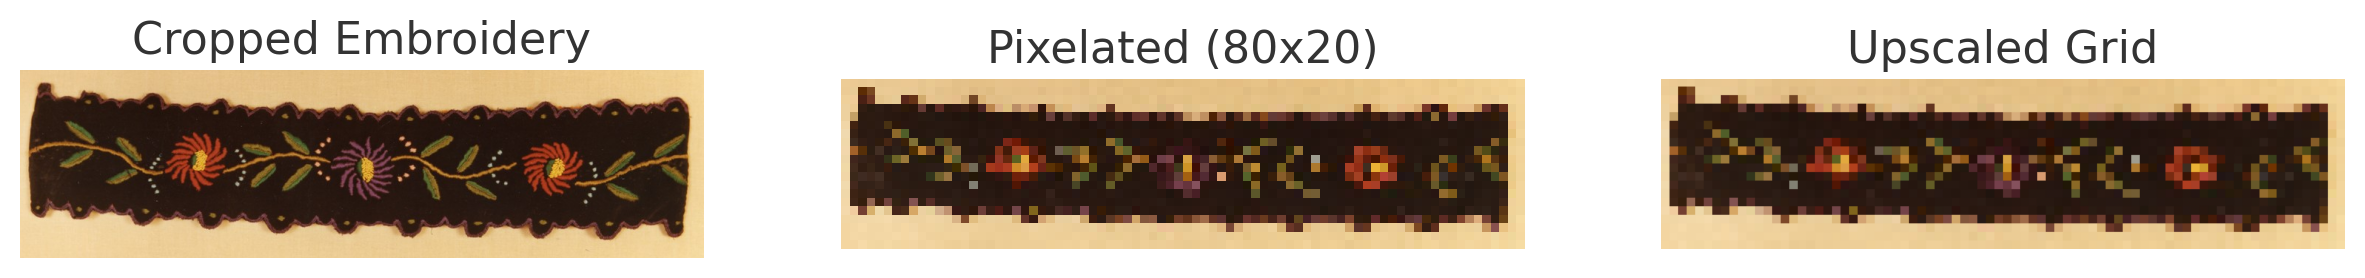 Cropped Embroidery
Pixelated (80x20)
Upscaled Grid